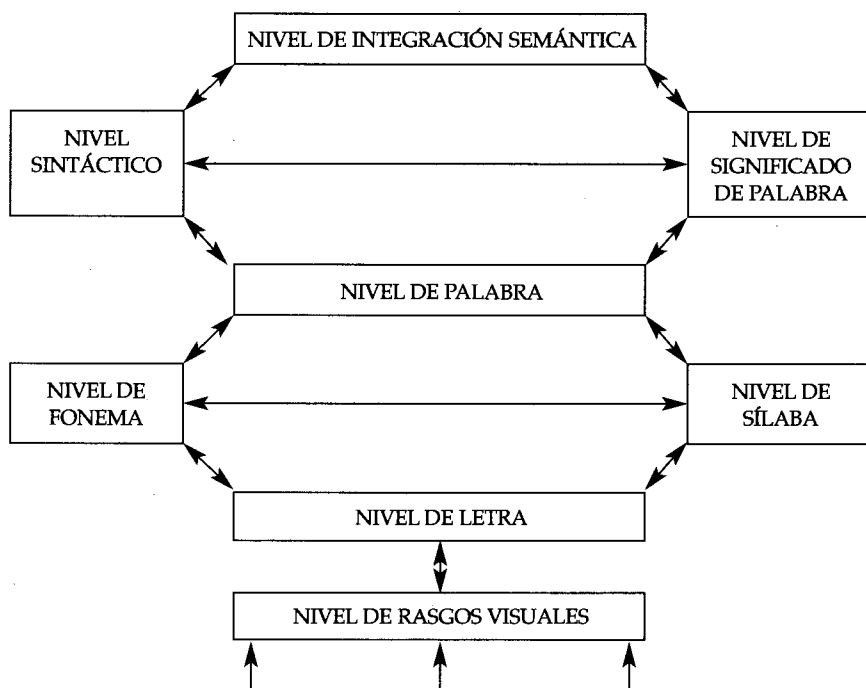 NIVEL DE INTEGRACIÓN SEMÁNTICA
NIVEL
SINTÁCTICO
NIVEL DE
SIGNIFICADO
DE PALABRA
NIVEL DE PALABRA
NIVEL DE
FONEMA
NIVEL DE
SÍLABA
NIVEL DE LETRA
NIVEL DE RASGOS VISUALES